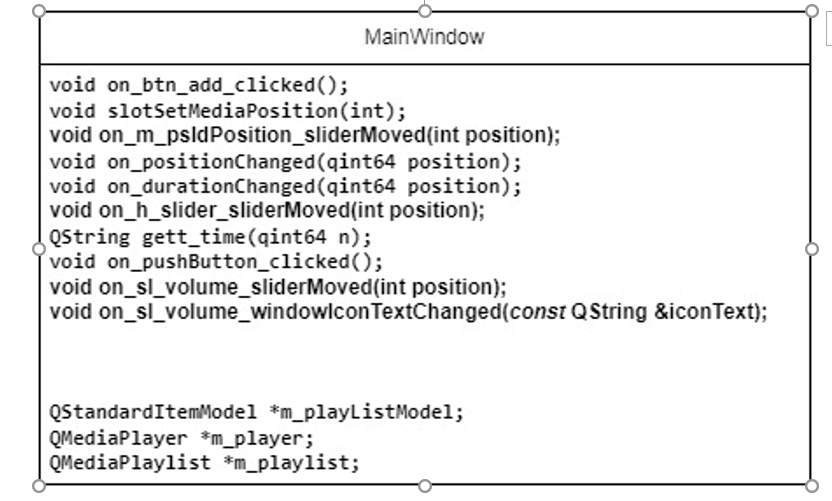 MainWindow
void on_btn_add_clicked();
void slotSetMediaPosition(int);
void on_m_psldPosition_sliderMoved(int position);
void on_positionChanged(qint64 position);
void on_durationChanged(qint64 position);
void on_h_slider_sliderMoved(int position);
QString gett_time(qint64 n);
void on_pushButton_clicked();
void on_sl_volume_sliderMoved(int position);
void on_sl_volume_windowIconTextChanged(const QString &iconText);
QStandardItemModel *m_playListModel;
QMediaPlayer *m_player;
QMediaPlaylist *m_playlist;